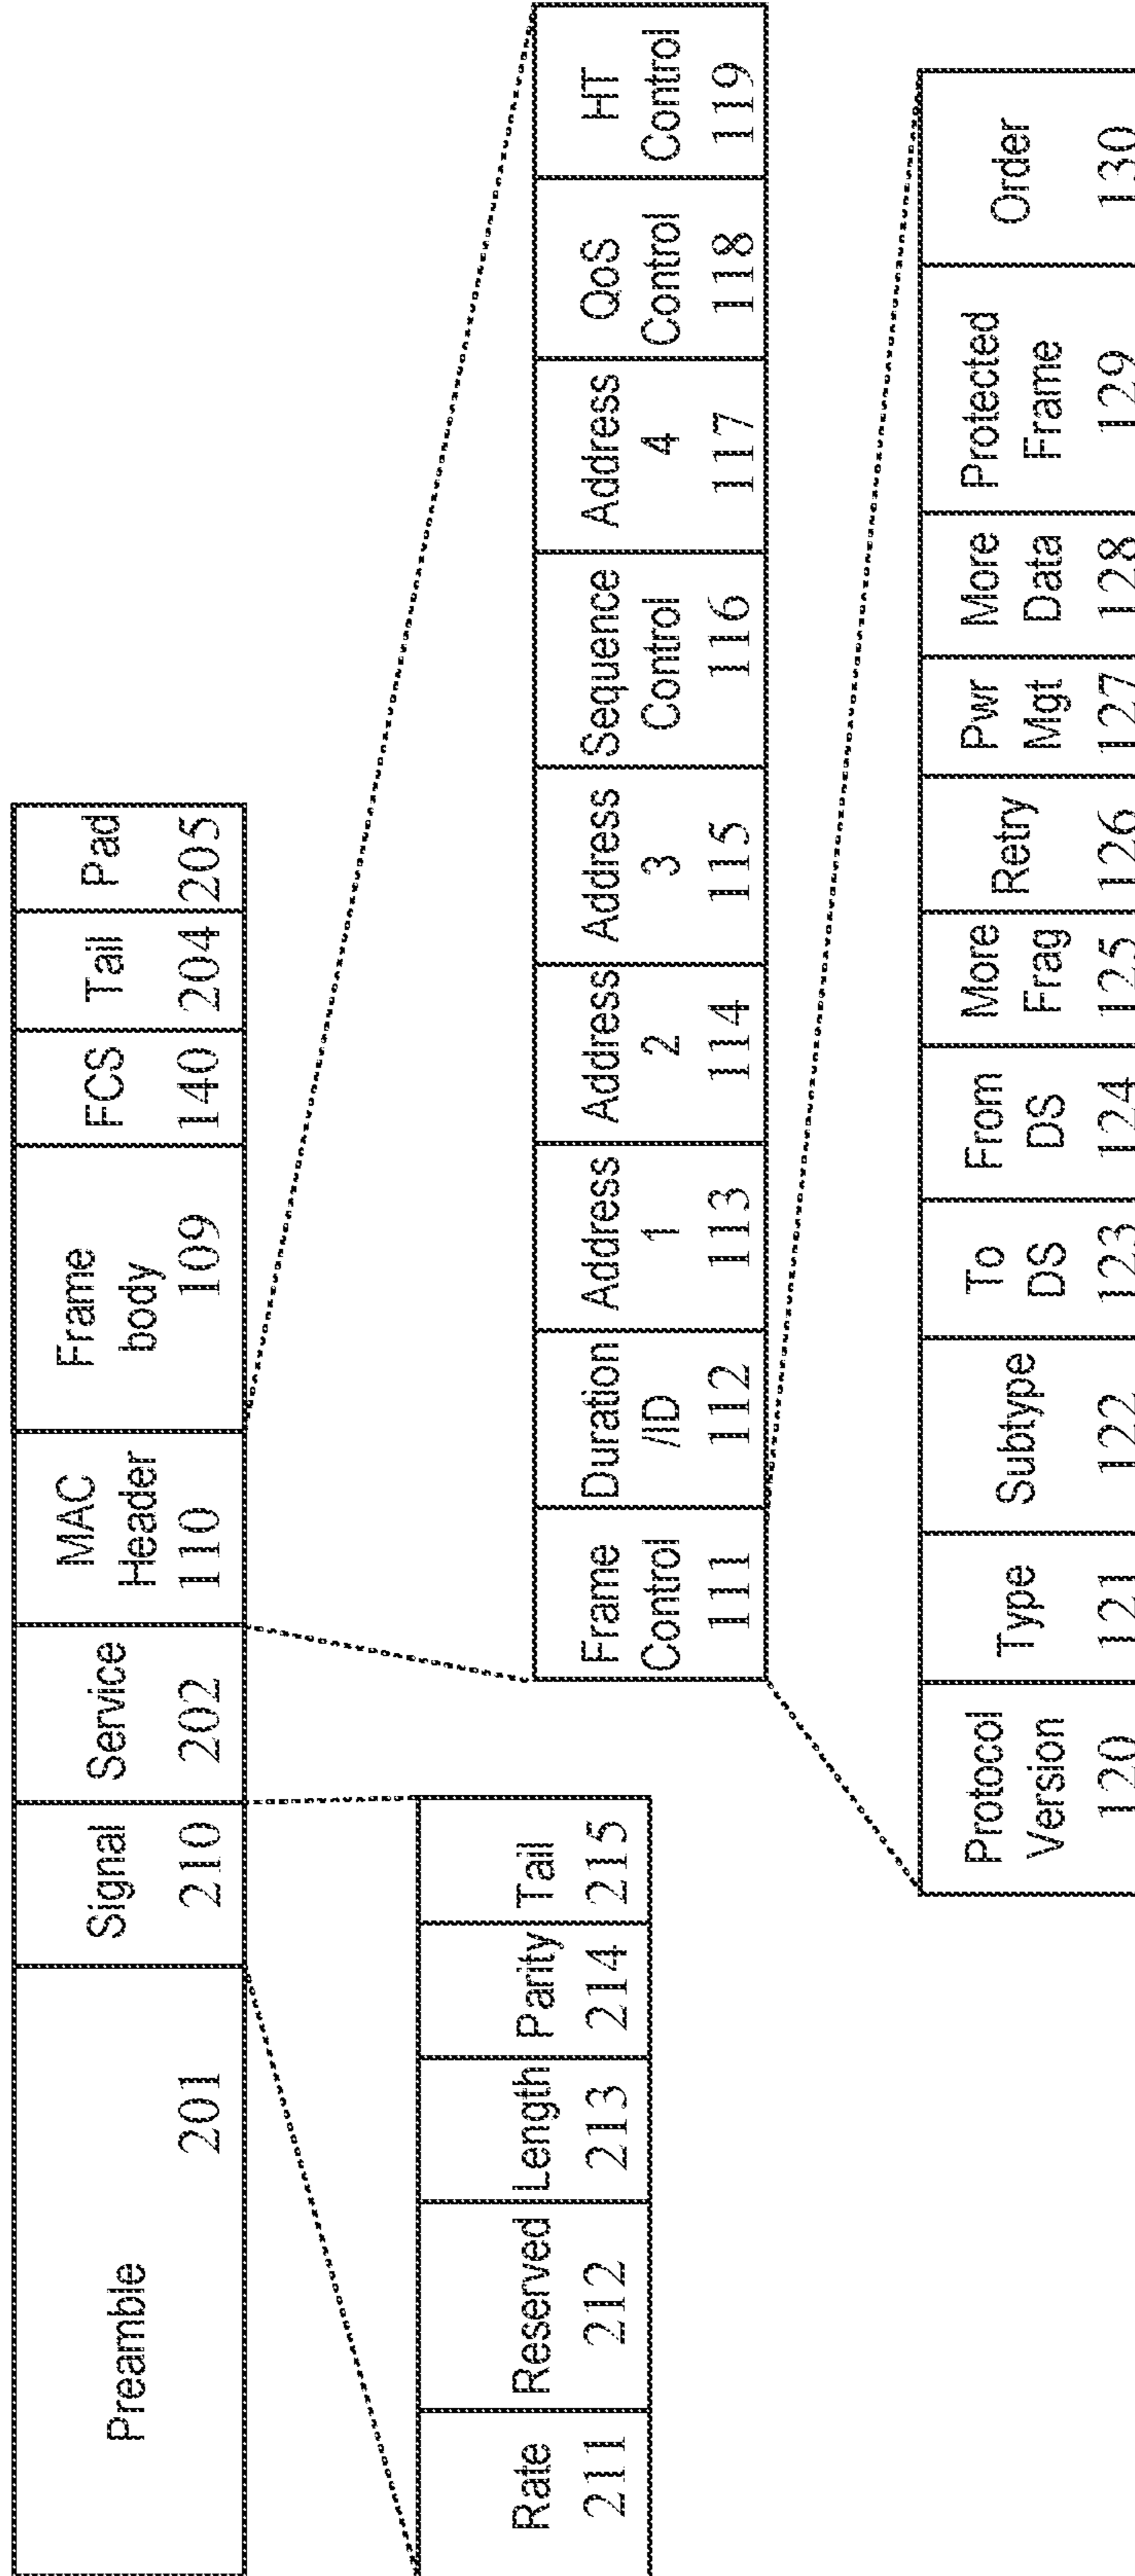 Preamble
201
Signal
210
Service
202
MAC
Header
110
Frame
body
109
FCS
140
Tail
204
Pad
205
Rate
211
Reserved
212
Length
213
Parity
214
Tail
215
Frame
Control
111
Duration
/ID
112
Address
1
113
Address
2
114
Address
3
115
Sequence
Control
116
Address
4
117
QoS
Control
118
HT
Control
119
Protocol
Version
120
Type
121
Subtype
122
To
DS
123
From
DS
124
More
Frag
125
Retry
126
Pwr
Mgt
127
More
Data
128
Protected
Frame
129
Order
130